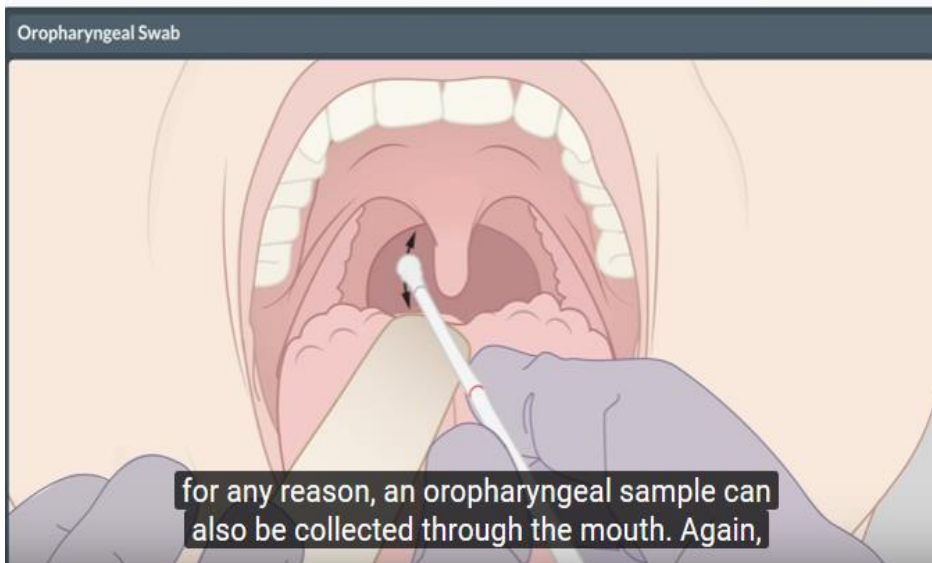 Oropharyngeal Swab
for any reason, an oropharyngeal sample can
also be collected through the mouth. Again,